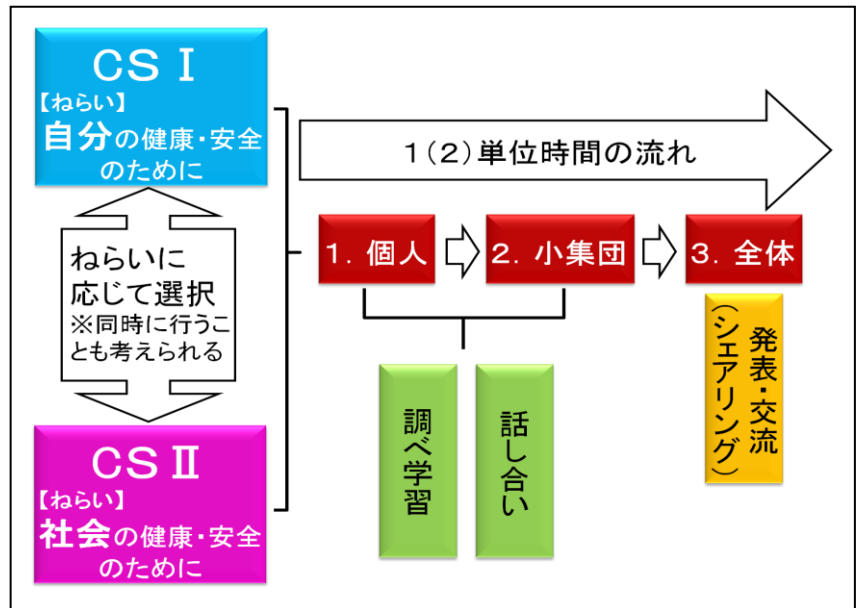 CSⅠ
【ねらい】
自分の健康・安全
のために
ねらいに
応じて選択
※同時に行うこ
とも考えられる
CSⅡ
【ねらい】
社会の健康・安全
のために
1(2)単位時間の流れ
1. 個人
2. 小集団
3. 全体
調べ学習
話し合い
発表・交流
(シェアリング)